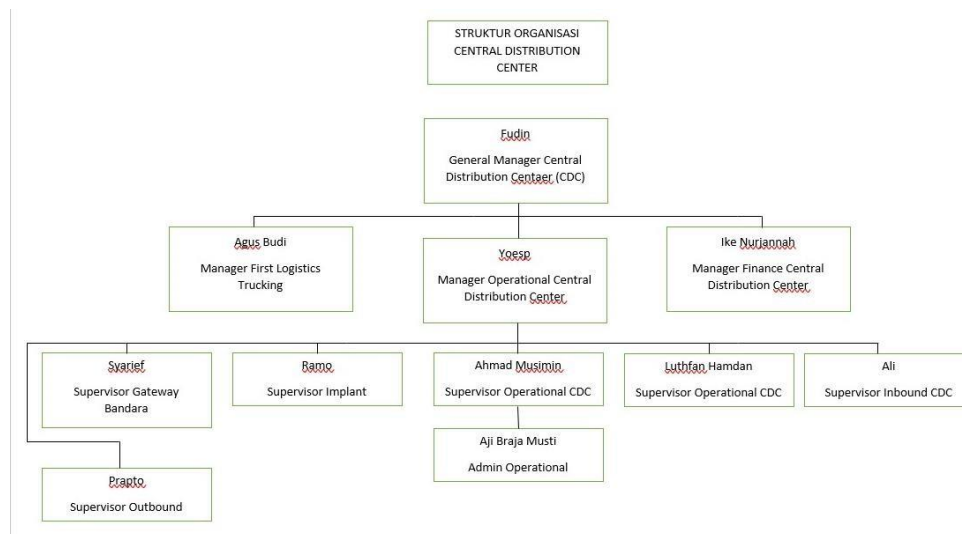 STRUKTUR ORGANISASI
CENTRAL DISTRIBUTION
CENTER
Fudin
General Manager Central
Distribution Centaer (CDC)
Agus Budi
Manager First Logistics
Trucking
Yoesp
Manager Operational Central
Distribution Center
Ike Nurjannah
Manager Finance Central
Distribution Center
Syarief
Supervisor Gateway
Bandara
Ramo
Supervisor Implant
Ahmad Musimin
Supervisor Operational CDC
Luthfan Hamdan
Supervisor Operational CDC
Ali
Supervisor Inbound CDC
Aji Braja Musti
Admin Operational
Prapto
Supervisor Outbound